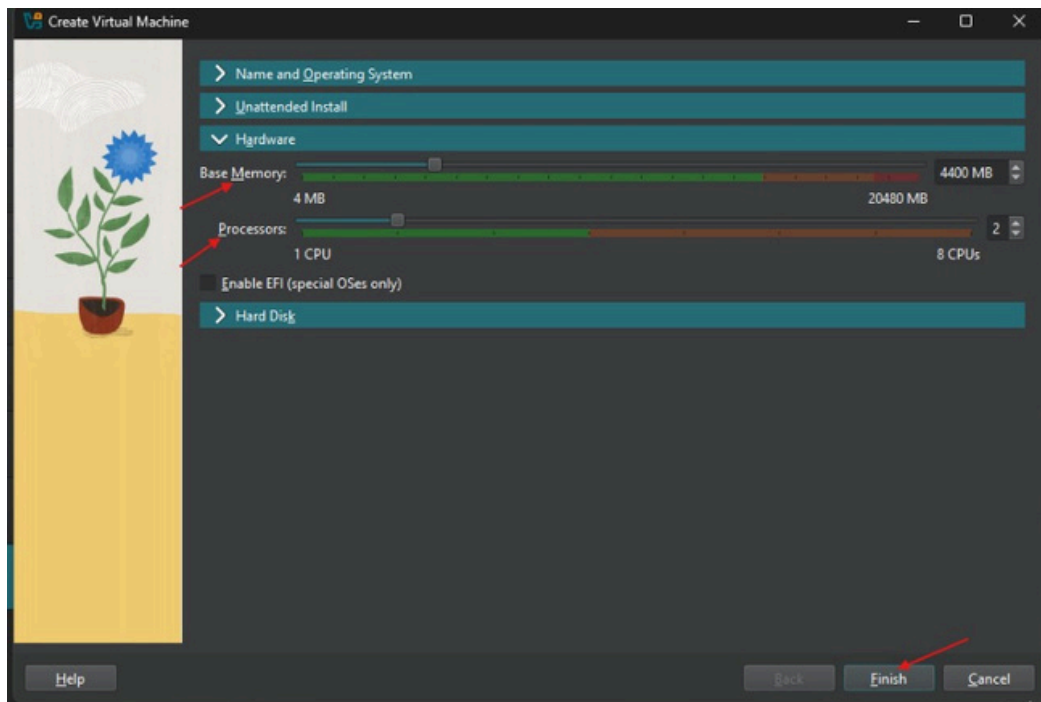 Create Virtual Machine
Name and Operating System
Unattended Install
Hardware
Base Memory: 4400 MB
4 MB 20480 MB
Processors: 2
1 CPU 8 CPUs
Enable EFI (special OSes only)
Hard Disk
Help Back Finish Cancel